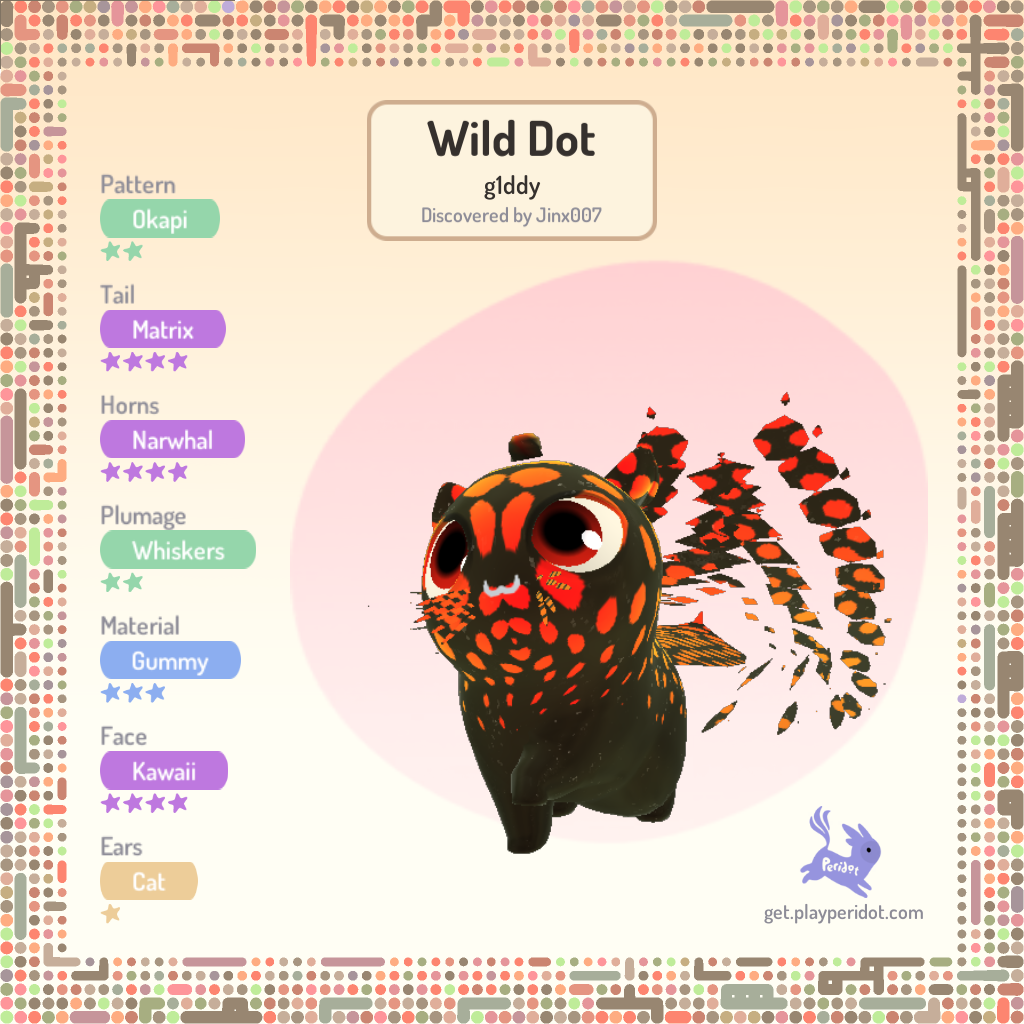 Wild Dot
g1ddy
Discovered by Jinx007
Pattern
Okapi
Tail
Matrix
Horns
Narwhal
Plumage
Whiskers
Material
Gummy
Face
Kawaii
Ears
Cat
Peridot
get.playperidot.com